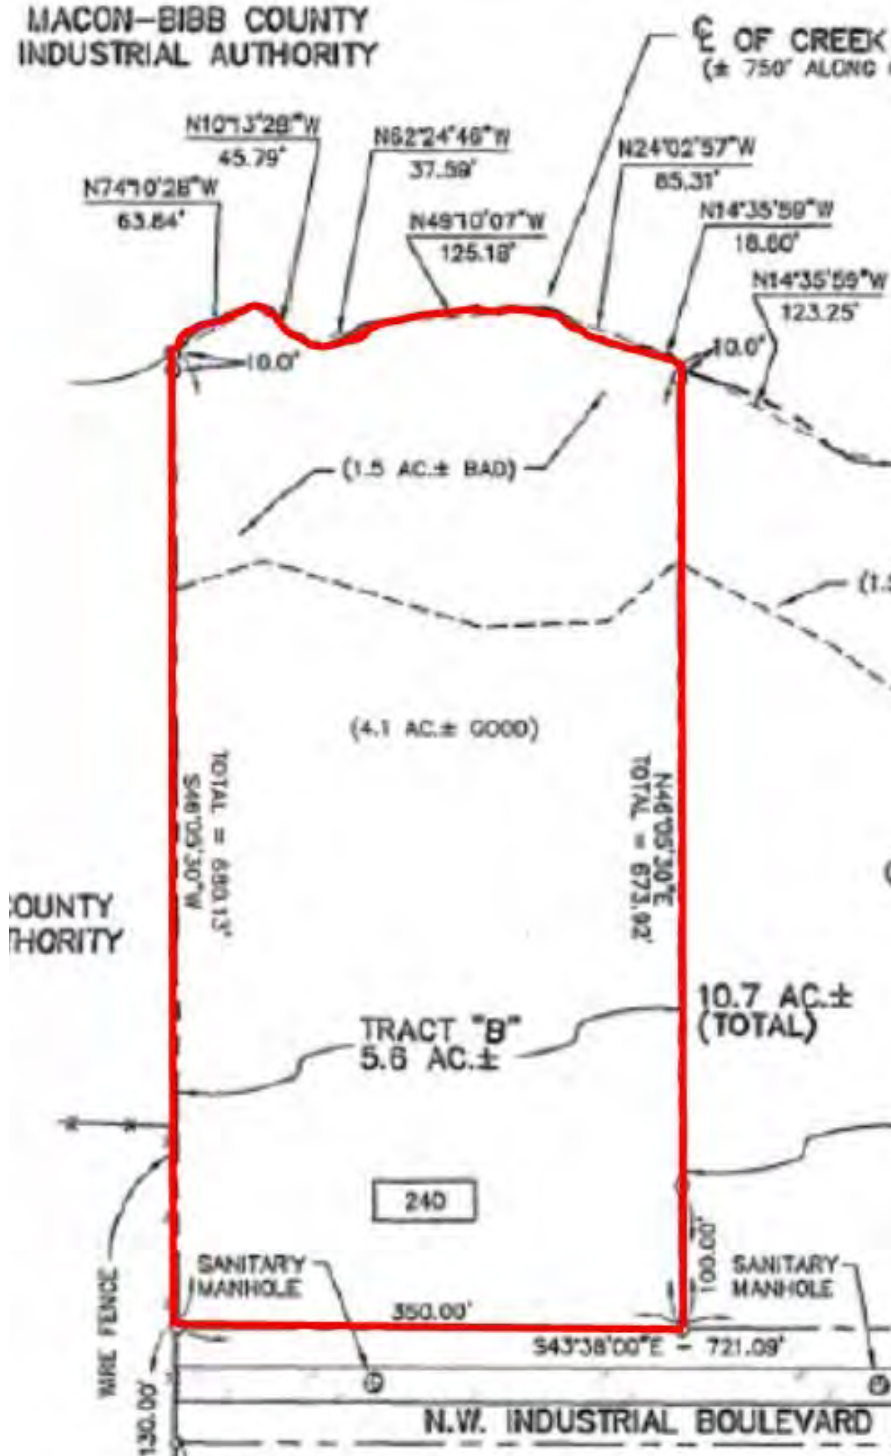 MACON-BIBB COUNTY
INDUSTRIAL AUTHORITY
℄ OF CREEK
(± 750' ALONG
N10°13'28"W
45.79'
N62°24'46"W
37.59'
N24°02'57"W
65.31'
N74°10'28"W
63.64'
N49°10'07"W
125.18'
N14°35'59"W
18.60'
N14°35'59"W
123.25'
10.0'
10.0'
(1.5 AC.± BAD)
(1.5
(4.1 AC.± GOOD)
TOTAL = 680.13'
S46°05'30"W
N46°05'30"E
TOTAL = 673.92'
COUNTY
THORITY
10.7 AC.±
(TOTAL)
TRACT "B"
5.6 AC.±
240
WIRE FENCE
SANITARY
MANHOLE
100.00'
SANITARY
MANHOLE
350.00'
S43°38'00"E - 721.09'
130.00'
N.W. INDUSTRIAL BOULEVARD